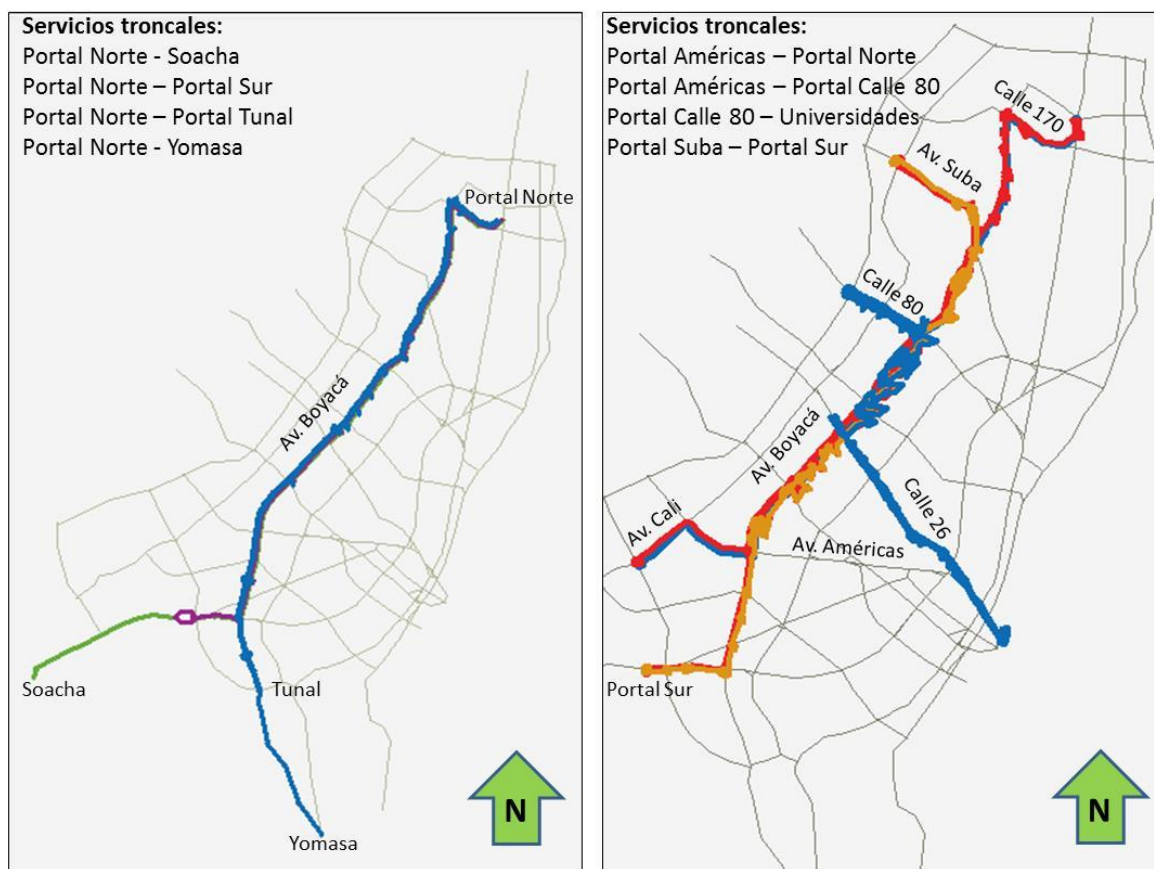 Servicios troncales:
Portal Norte - Soacha
Portal Norte – Portal Sur
Portal Norte – Portal Tunal
Portal Norte - Yomasa
Portal Norte
Av. Boyacá
Soacha
Tunal
Yomasa
N
Servicios troncales:
Portal Américas – Portal Norte
Portal Américas – Portal Calle 80
Portal Calle 80 – Universidades
Portal Suba – Portal Sur
Calle 170
Av. Suba
Calle 80
Av. Boyacá
Calle 26
Av. Cali
Av. Américas
Portal Sur
N